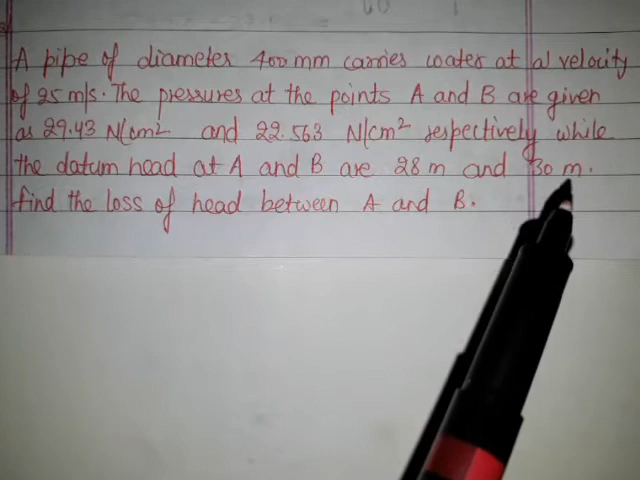 A pipe of diameter 400 mm carries water at a velocity
of 25 m/s. The pressures at the points A and B are given
as 29.43 N/cm² and 22.563 N/cm² respectively while
the datum head at A and B are 28 m and 30 m.
find the loss of head between A and B.